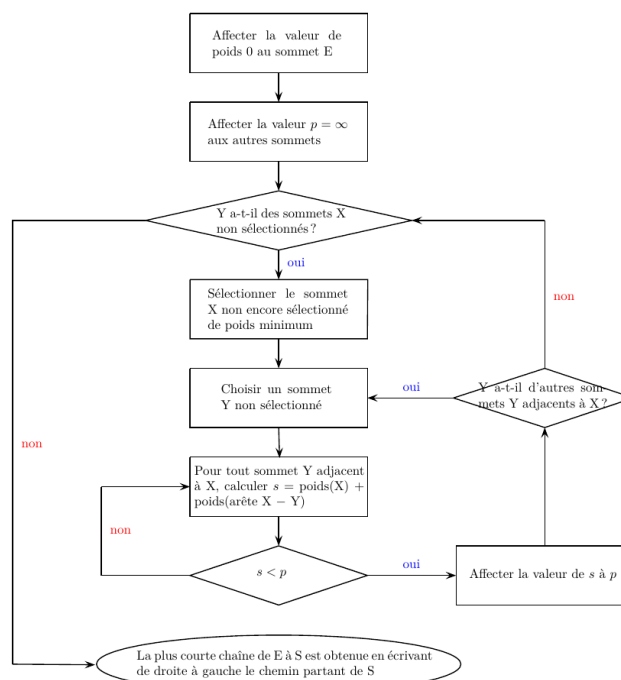 Affecter la valeur de
poids 0 au sommet E
Affecter la valeur p = ∞
aux autres sommets
Y a-t-il des sommets X
non sélectionnés ?
oui
Sélectionner le sommet
X non encore sélectionné
de poids minimum
non
Choisir un sommet
Y non sélectionné
oui
Y a-t-il d'autres som-
mets Y adjacents à X ?
non
Pour tout sommet Y adjacent
à X, calculer s = poids(X) +
poids(arête X − Y)
non
s < p
oui
Affecter la valeur de s à p
La plus courte chaîne de E à S est obtenue en écrivant
de droite à gauche le chemin partant de S